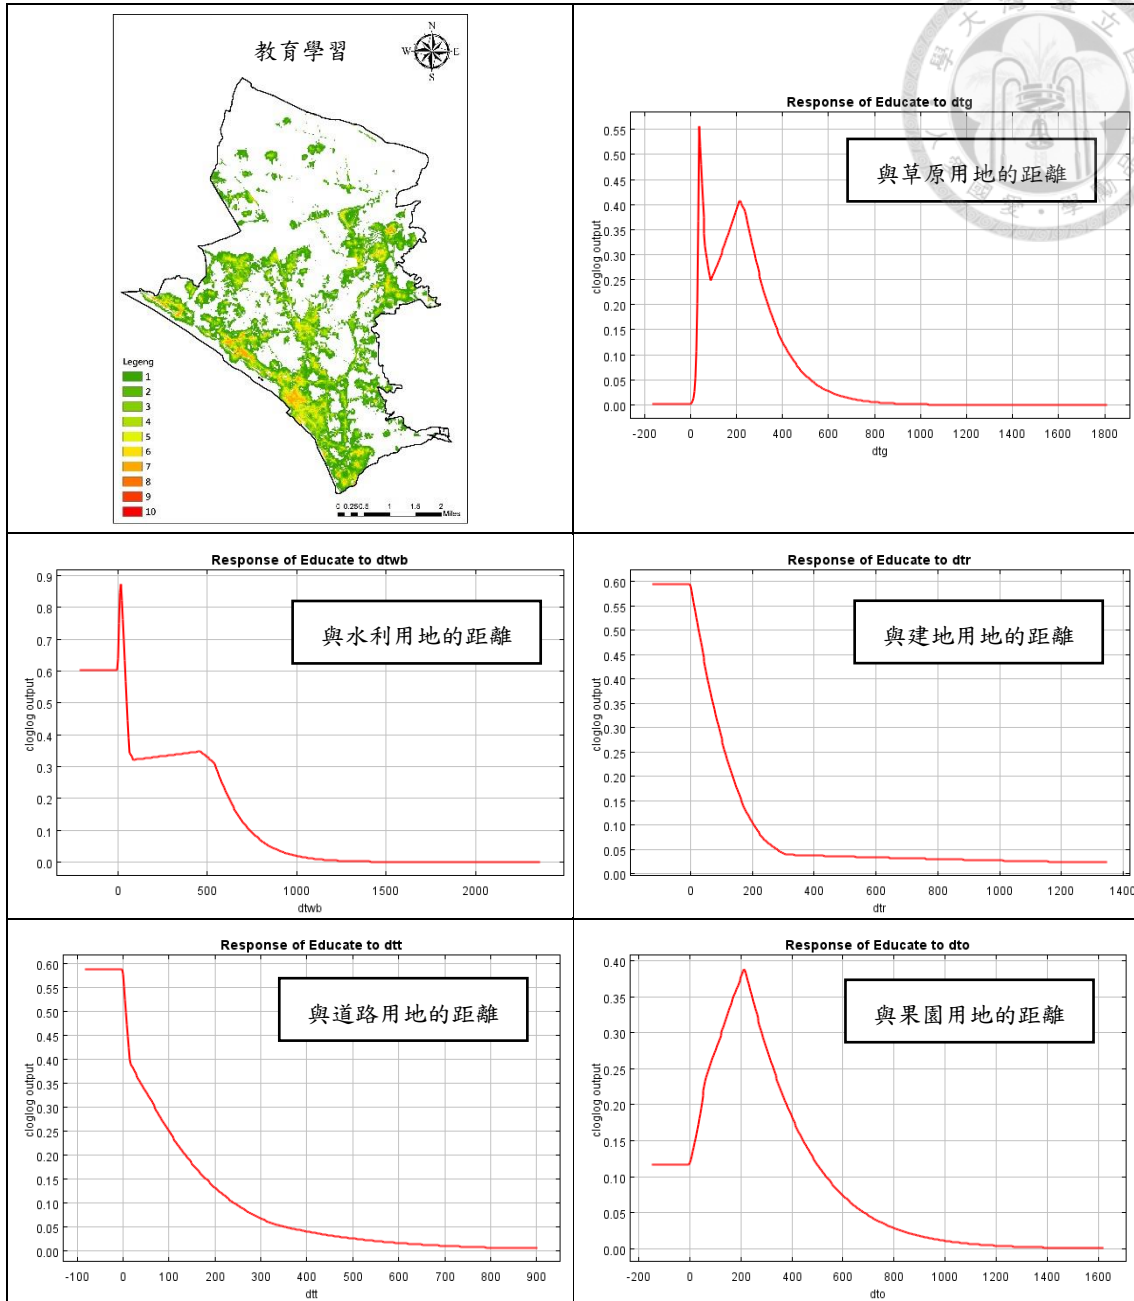 教育學習
N
W
E
S
Legeng
1
2
3
4
5
6
7
8
9
10
0 0.25 0.5 1 1.5 2
Miles
Response of Educate to dtg
與草原用地的距離
cloglog output
0.55
0.50
0.45
0.40
0.35
0.30
0.25
0.20
0.15
0.10
0.05
0.00
-200 0 200 400 600 800 1000 1200 1400 1600 1800
dtg
Response of Educate to dtwb
與水利用地的距離
cloglog output
0.9
0.8
0.7
0.6
0.5
0.4
0.3
0.2
0.1
0.0
0 500 1000 1500 2000
dtwb
Response of Educate to dtr
與建地用地的距離
cloglog output
0.60
0.55
0.50
0.45
0.40
0.35
0.30
0.25
0.20
0.15
0.10
0.05
0.00
0 200 400 600 800 1000 1200 1400
dtr
Response of Educate to dtt
與道路用地的距離
cloglog output
0.60
0.55
0.50
0.45
0.40
0.35
0.30
0.25
0.20
0.15
0.10
0.05
0.00
-100 0 100 200 300 400 500 600 700 800 900
dtt
Response of Educate to dto
與果園用地的距離
cloglog output
0.40
0.35
0.30
0.25
0.20
0.15
0.10
0.05
0.00
-200 0 200 400 600 800 1000 1200 1400 1600
dto